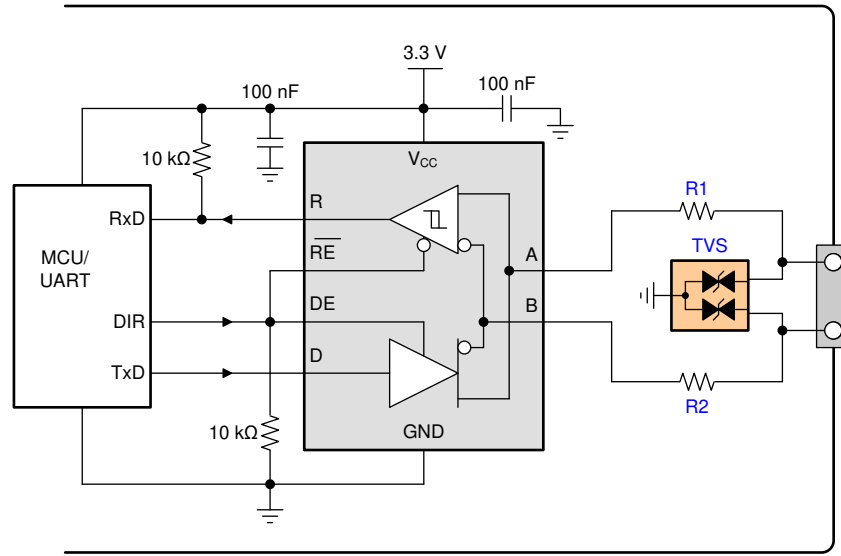 3.3 V
100 nF
100 nF
10 kΩ
VCC
R1
RxD
R
TVS
RE
A
MCU/
UART
DE
B
DIR
D
TxD
R2
10 kΩ
GND